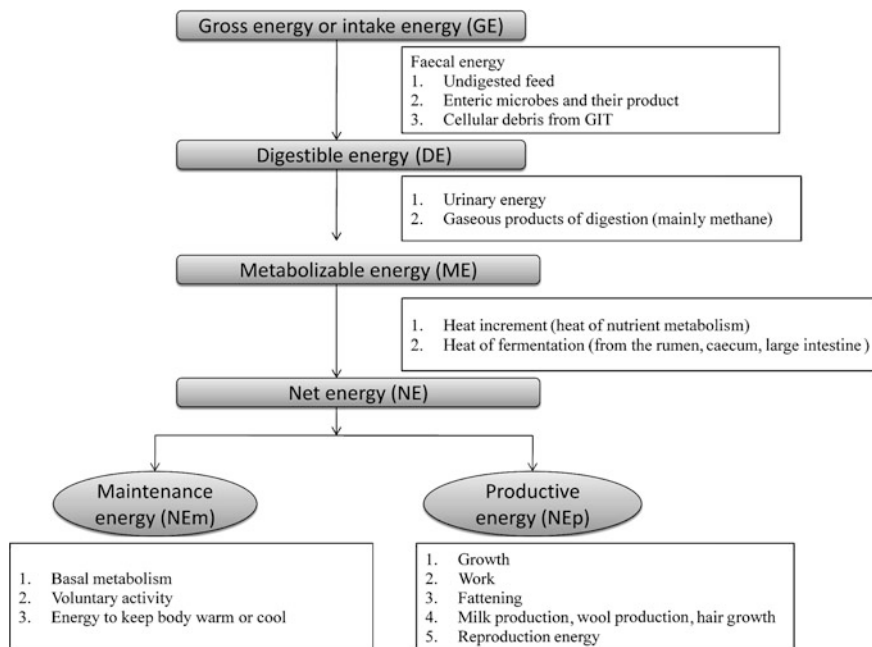 Gross energy or intake energy (GE)
Faecal energy
1. Undigested feed
2. Enteric microbes and their product
3. Cellular debris from GIT
Digestible energy (DE)
1. Urinary energy
2. Gaseous products of digestion (mainly methane)
Metabolizable energy (ME)
1. Heat increment (heat of nutrient metabolism)
2. Heat of fermentation (from the rumen, caecum, large intestine )
Net energy (NE)
Maintenance
energy (NEm)
Productive
energy (NEp)
1. Basal metabolism
2. Voluntary activity
3. Energy to keep body warm or cool
1. Growth
2. Work
3. Fattening
4. Milk production, wool production, hair growth
5. Reproduction energy